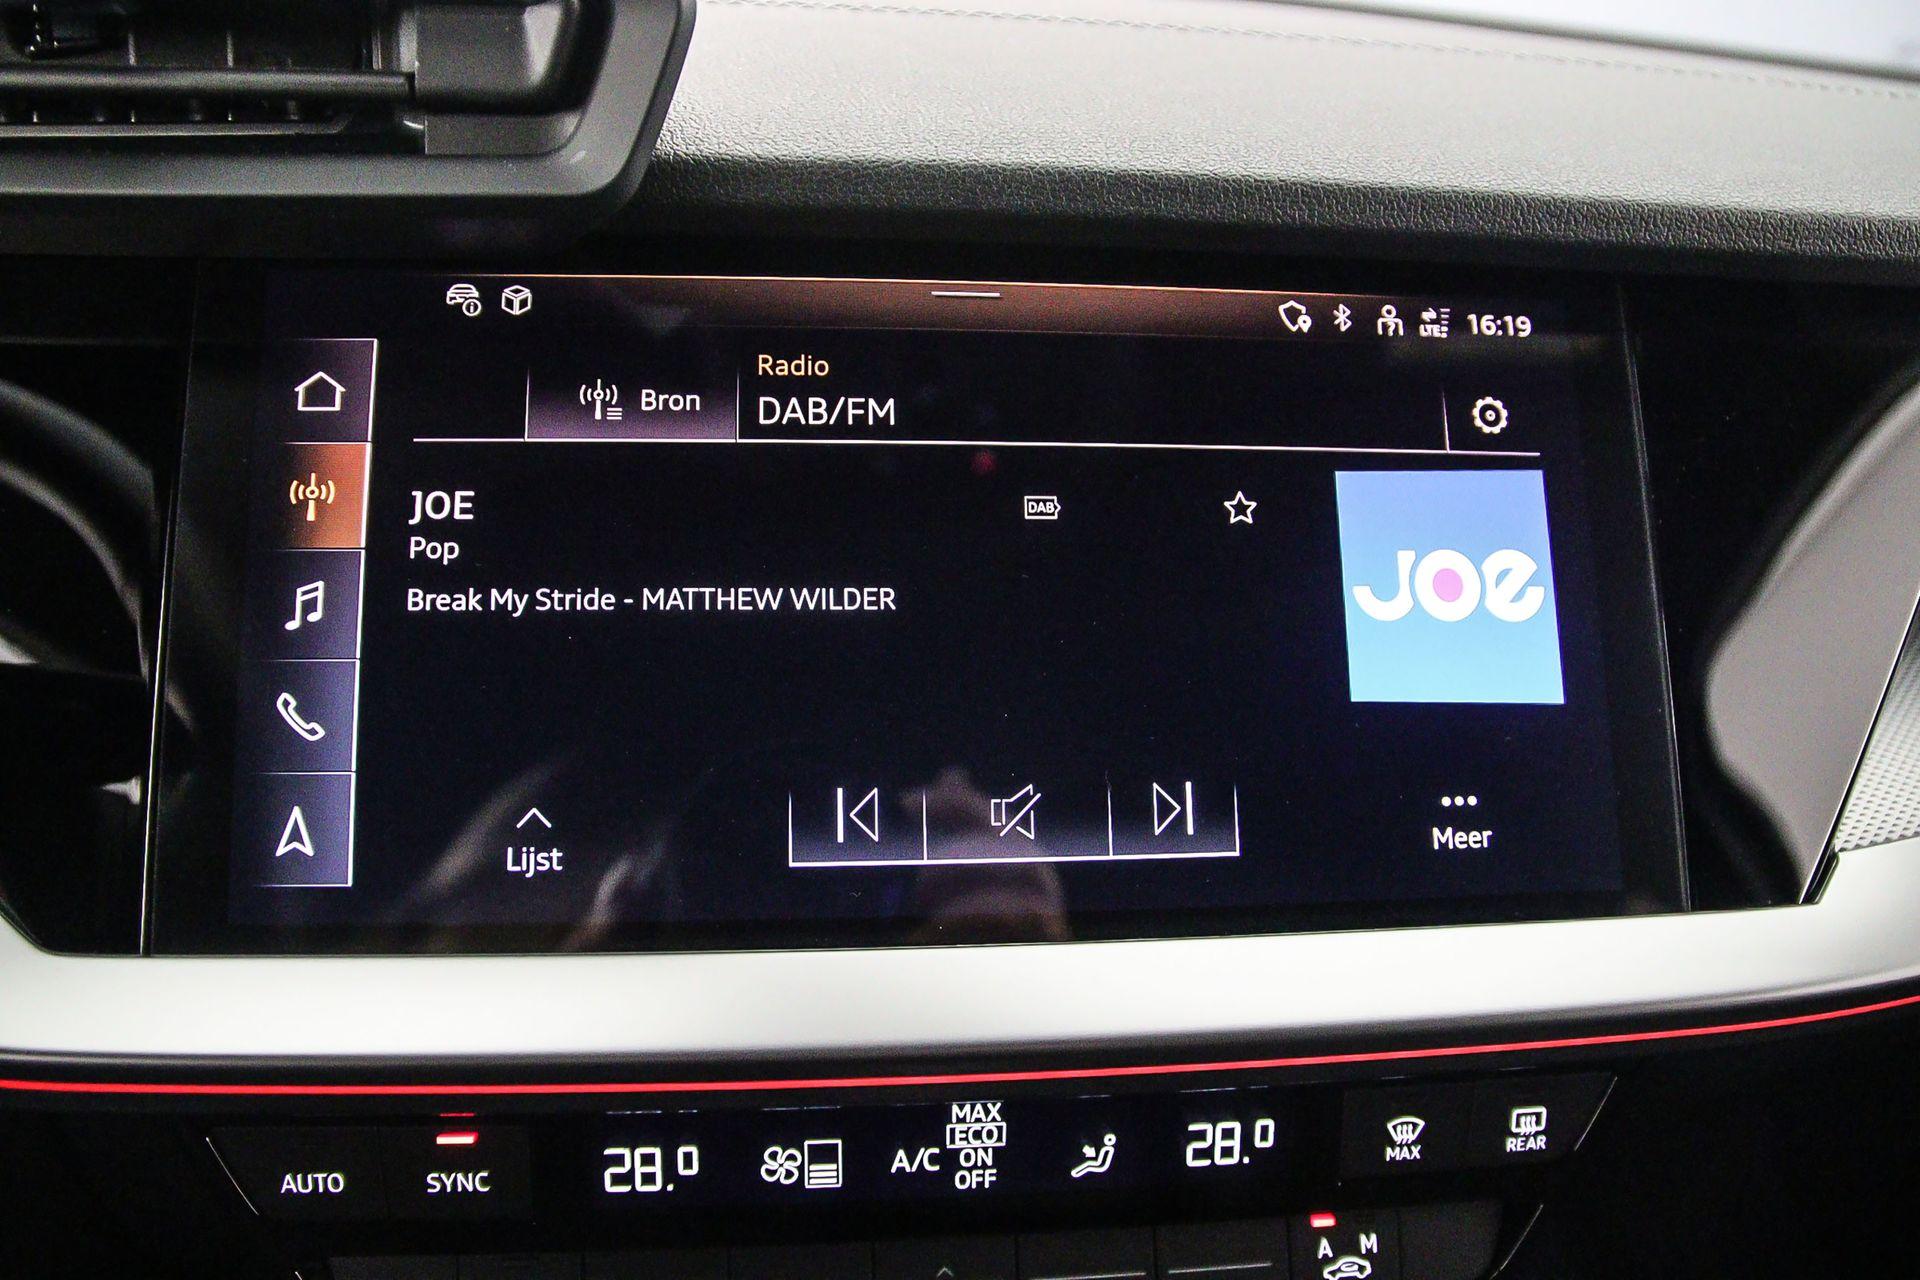 LTE
16:19
Bron
Radio
DAB/FM
JOE
DAB
Pop
Break My Stride - MATTHEW WILDER
JOe
Lijst
Meer
AUTO
SYNC
28.0
A/C
MAX
ECO
ON
OFF
28.0
MAX
REAR
A M